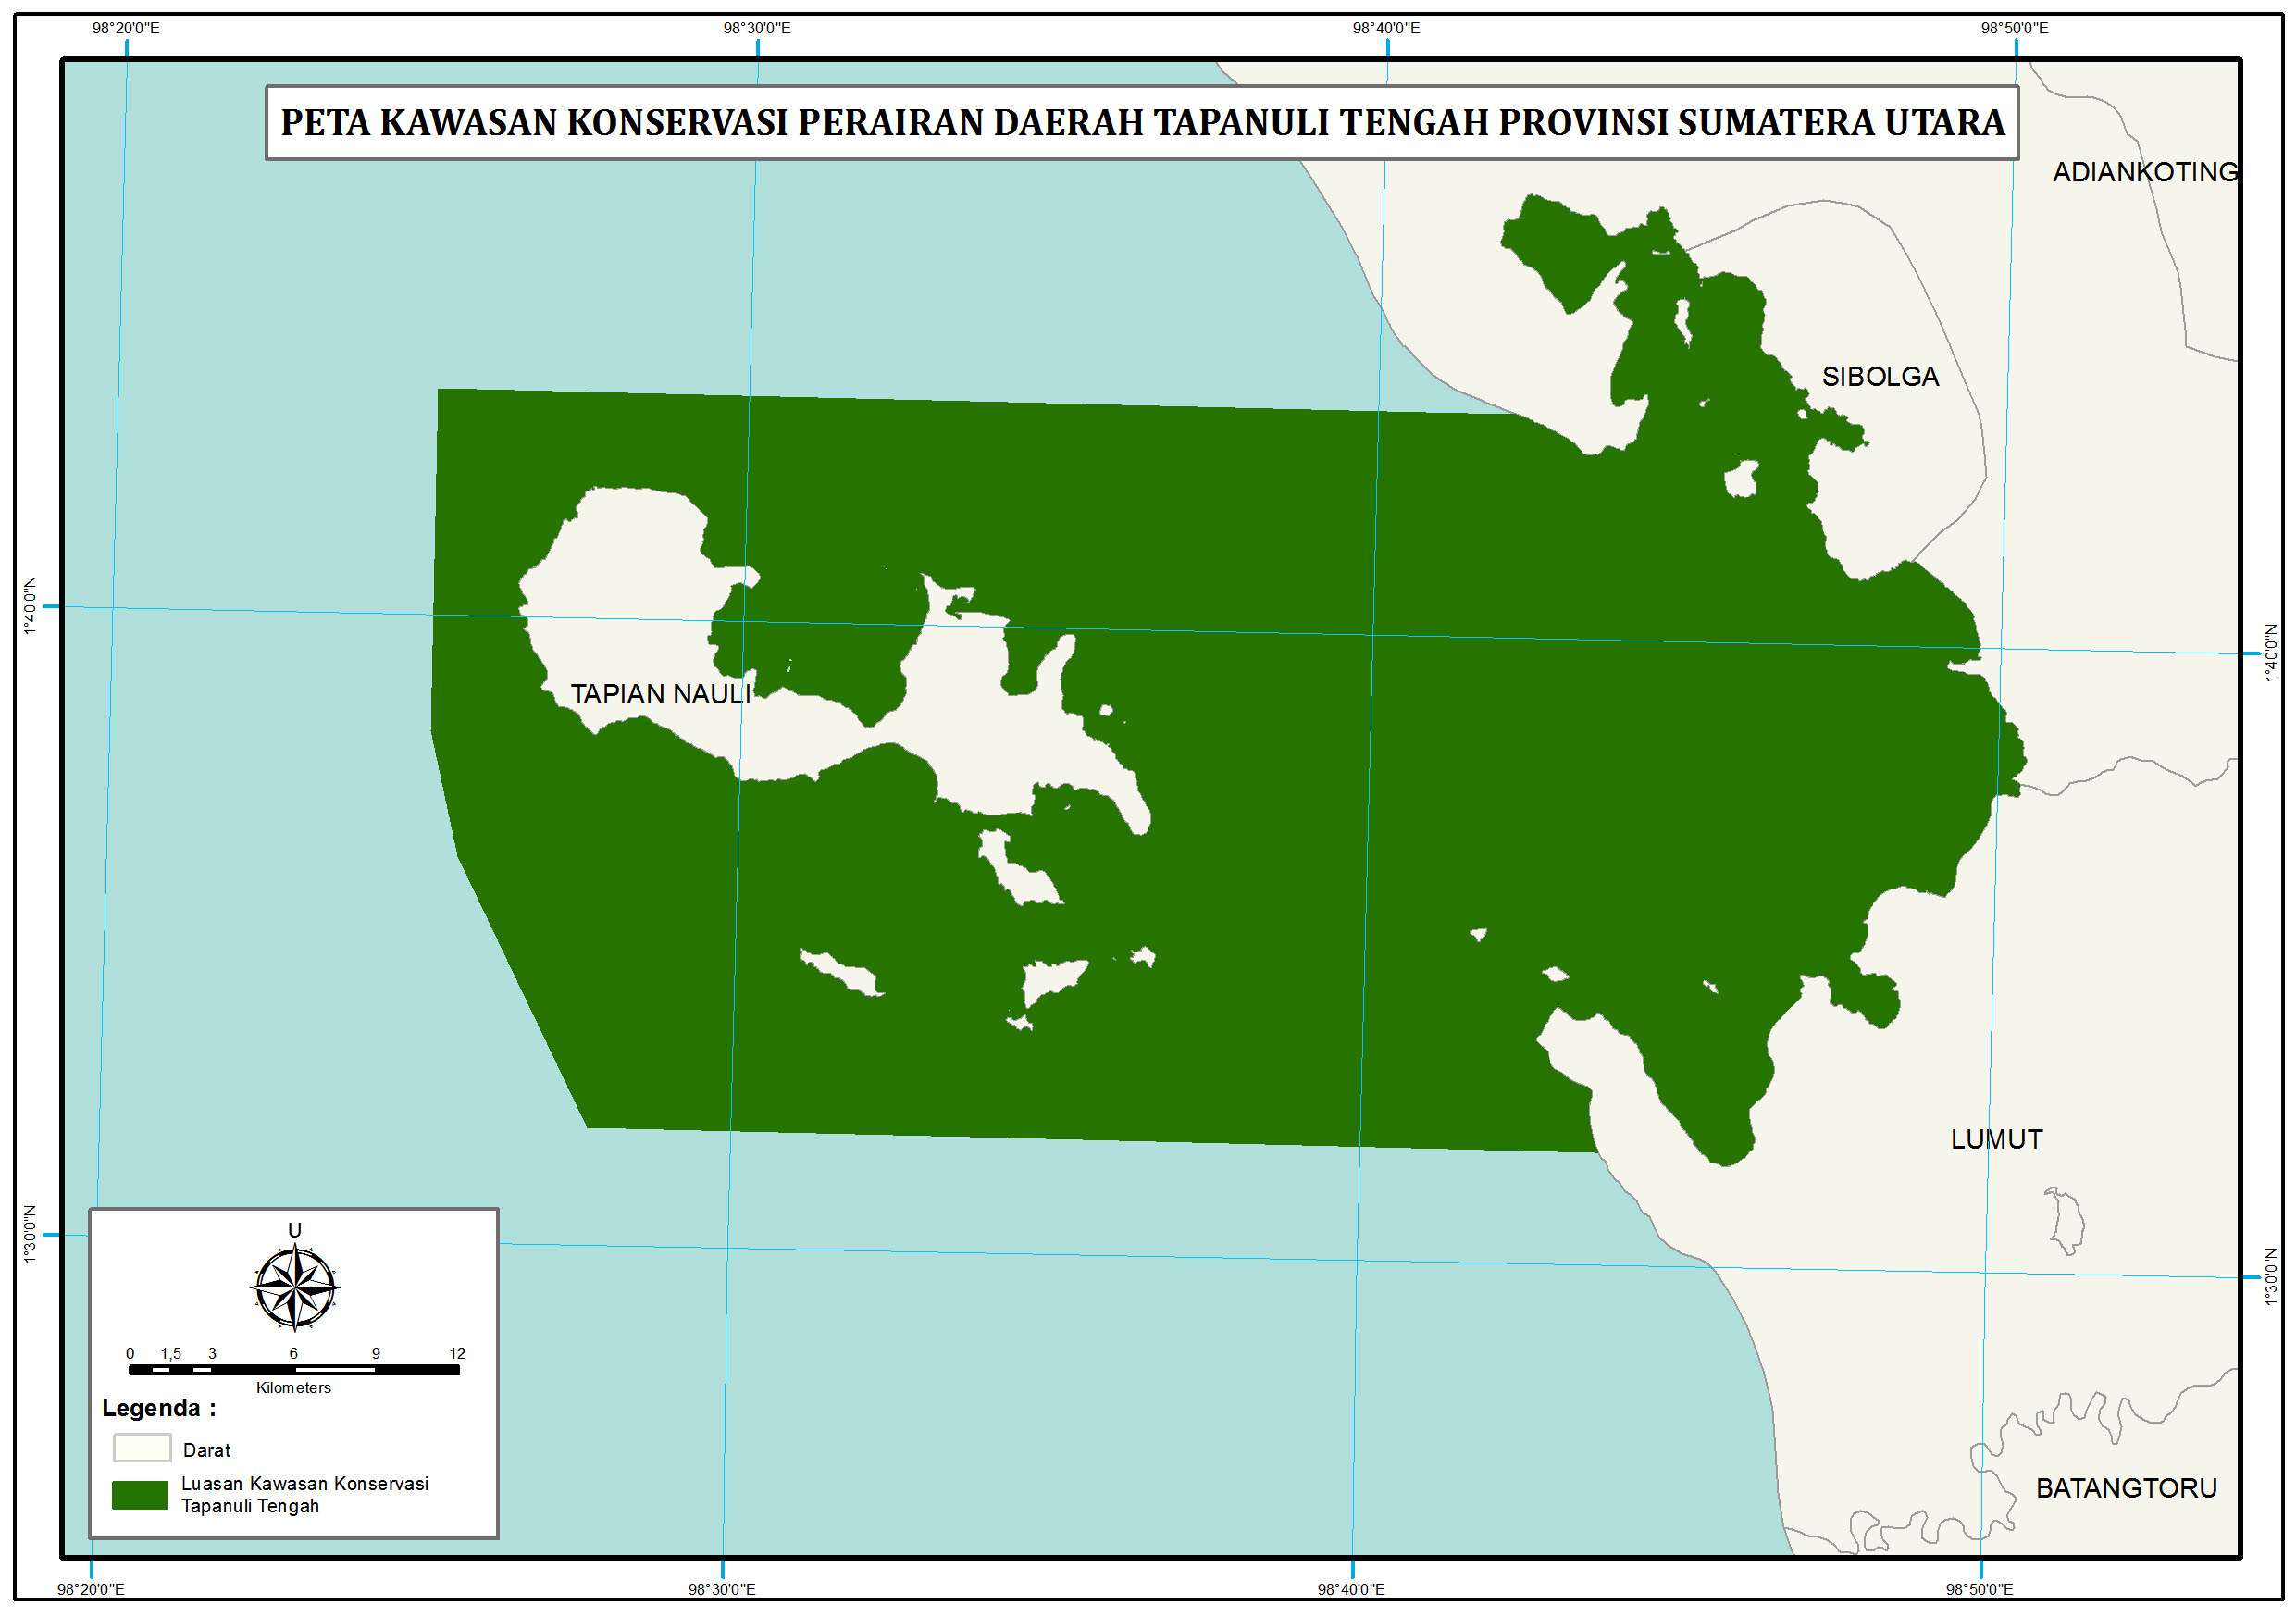 98°20'0"E 98°30'0"E 98°40'0"E 98°50'0"E
PETA KAWASAN KONSERVASI PERAIRAN DAERAH TAPANULI TENGAH PROVINSI SUMATERA UTARA
ADIANKOTING
SIBOLGA
1°40'0"N
1°40'0"N
TAPIAN NAULI
LUMUT
1°30'0"N
1°30'0"N
U
0 1,5 3 6 9 12
Kilometers
Legenda :
Darat
Luasan Kawasan Konservasi
Tapanuli Tengah
BATANGTORU
98°20'0"E 98°30'0"E 98°40'0"E 98°50'0"E